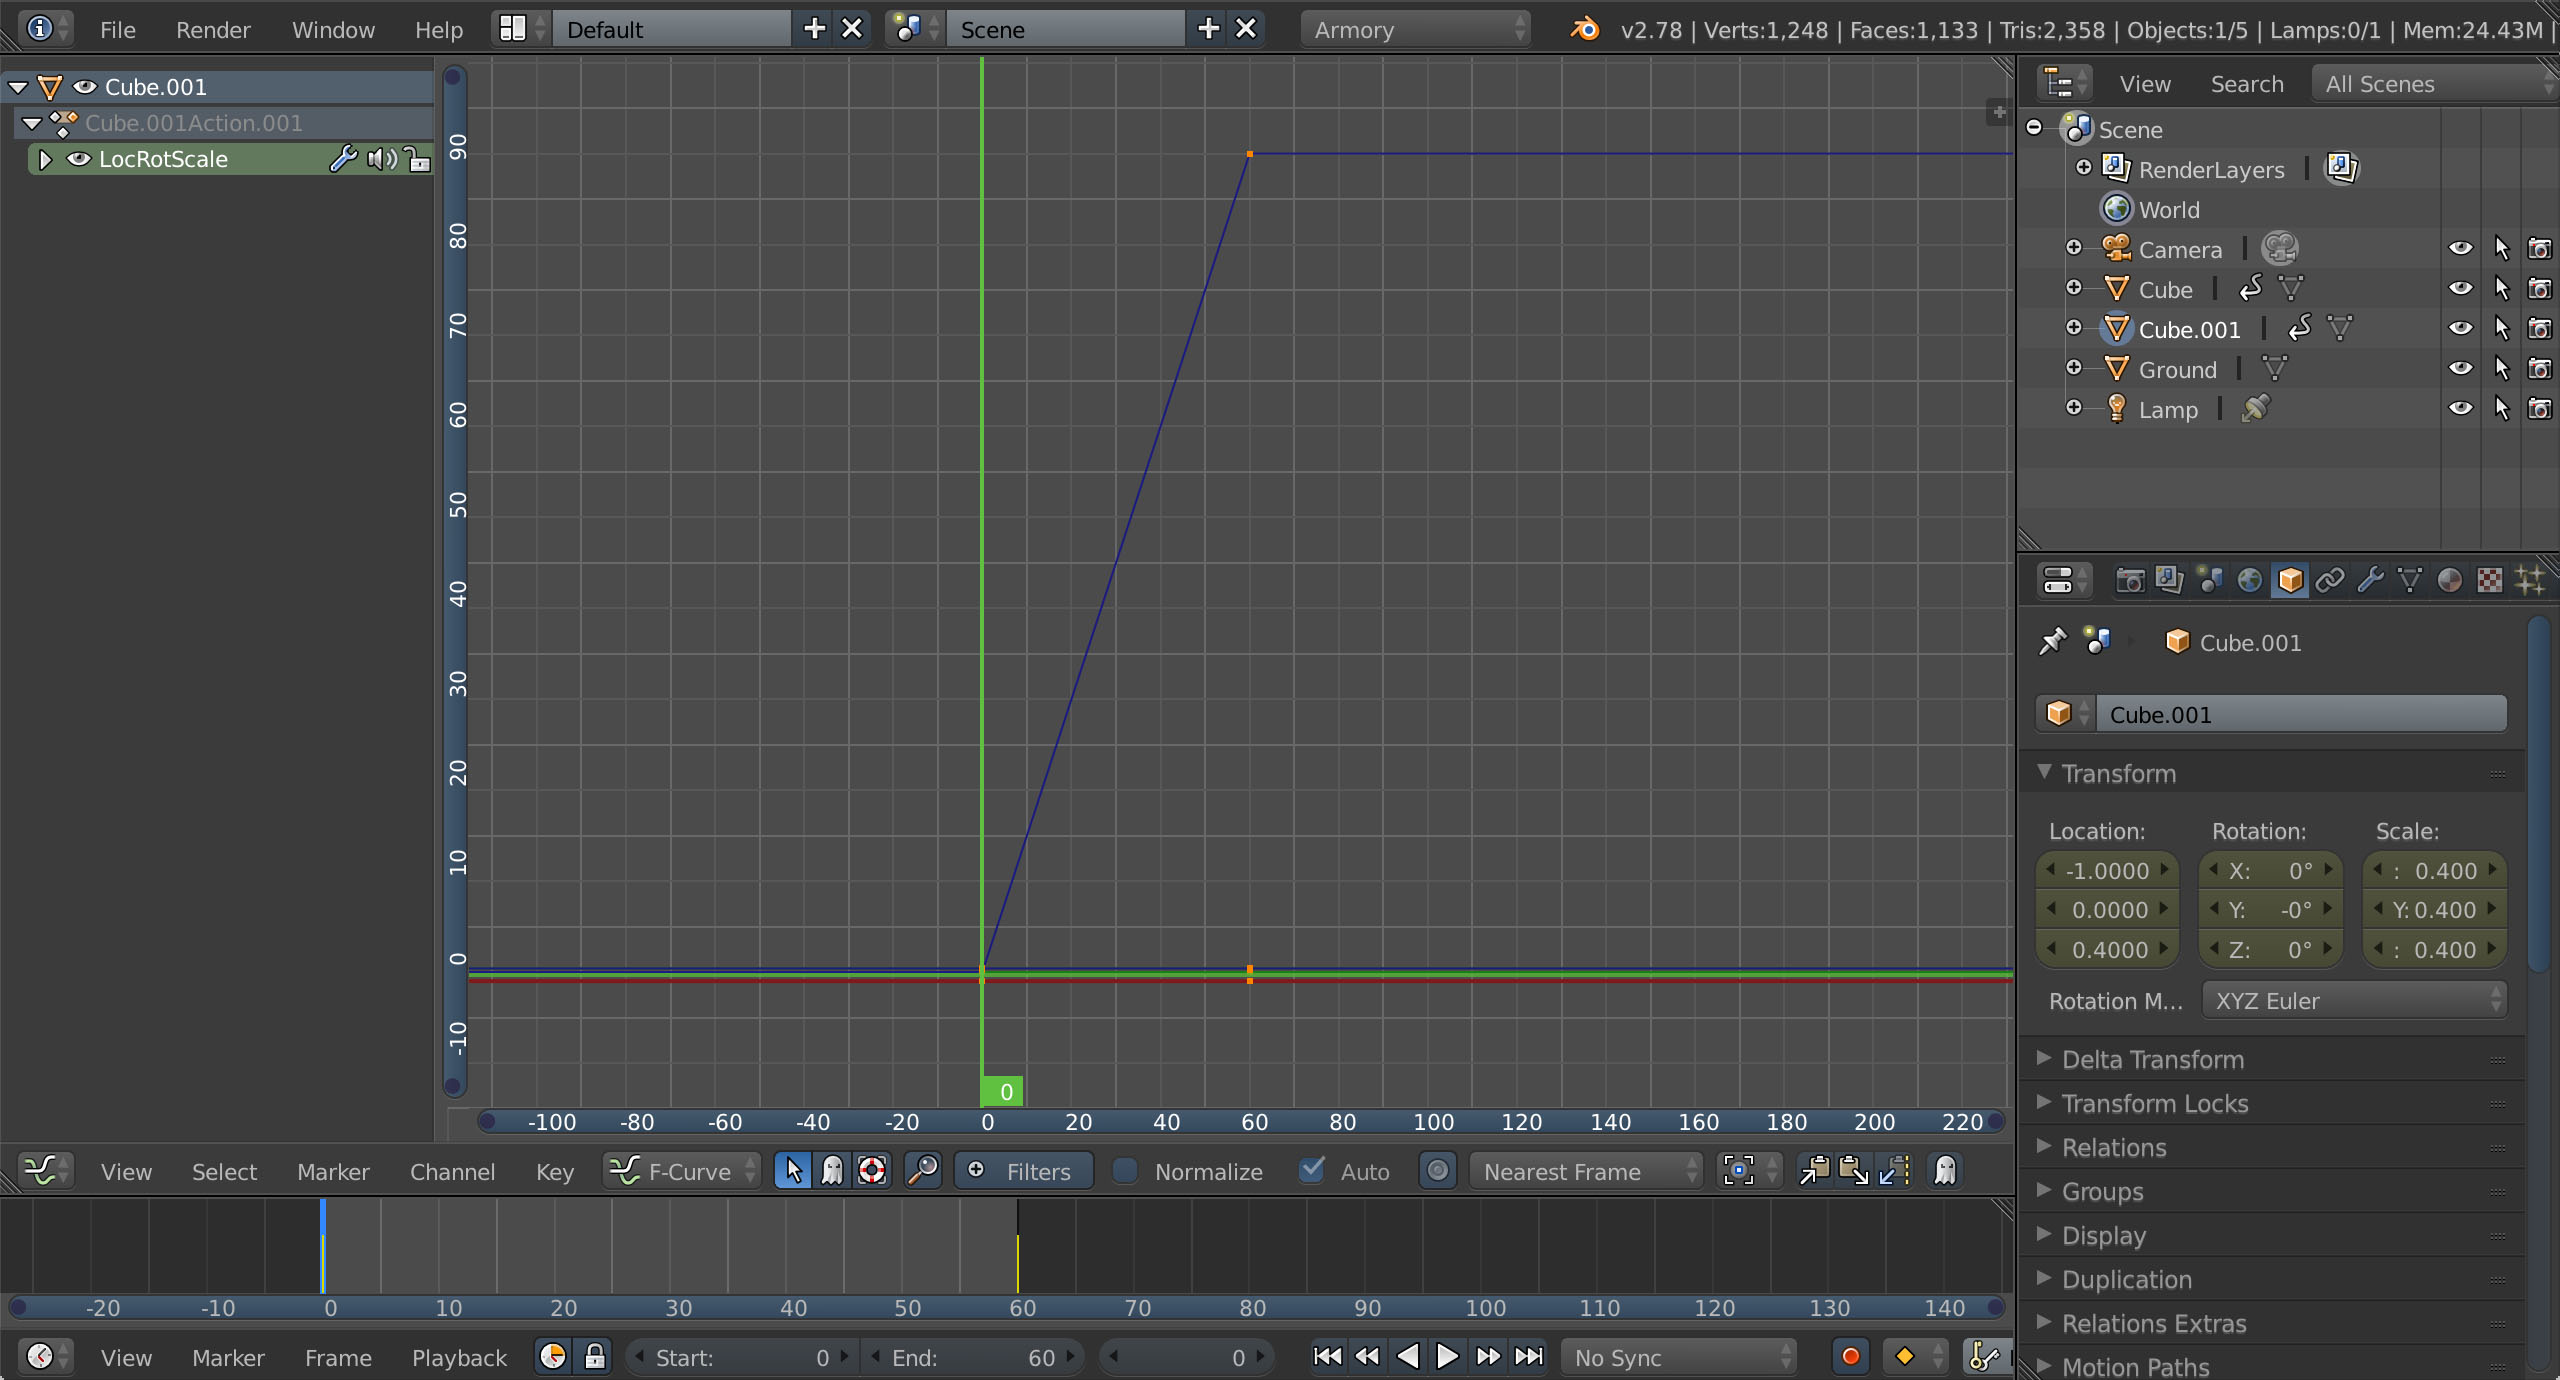 File Render Window Help Default Scene Armory v2.78 | Verts:1,248 | Faces:1,133 | Tris:2,358 | Objects:1/5 | Lamps:0/1 | Mem:24.43M |
Cube.001
Cube.001Action.001
LocRotScale
90
80
70
60
50
40
30
20
10
0
-10
0
-100 -80 -60 -40 -20 0 20 40 60 80 100 120 140 160 180 200 220
View Select Marker Channel Key F-Curve Filters Normalize Auto Nearest Frame
-20 -10 0 10 20 30 40 50 60 70 80 90 100 110 120 130 140
View Marker Frame Playback Start: 0 End: 60 0 No Sync
View Search All Scenes
Scene
RenderLayers
World
Camera
Cube
Cube.001
Ground
Lamp
Cube.001
Cube.001
Transform
Location: Rotation: Scale:
-1.0000 X: 0° : 0.400
0.0000 Y: -0° Y: 0.400
0.4000 Z: 0° : 0.400
Rotation M... XYZ Euler
Delta Transform
Transform Locks
Relations
Groups
Display
Duplication
Relations Extras
Motion Paths